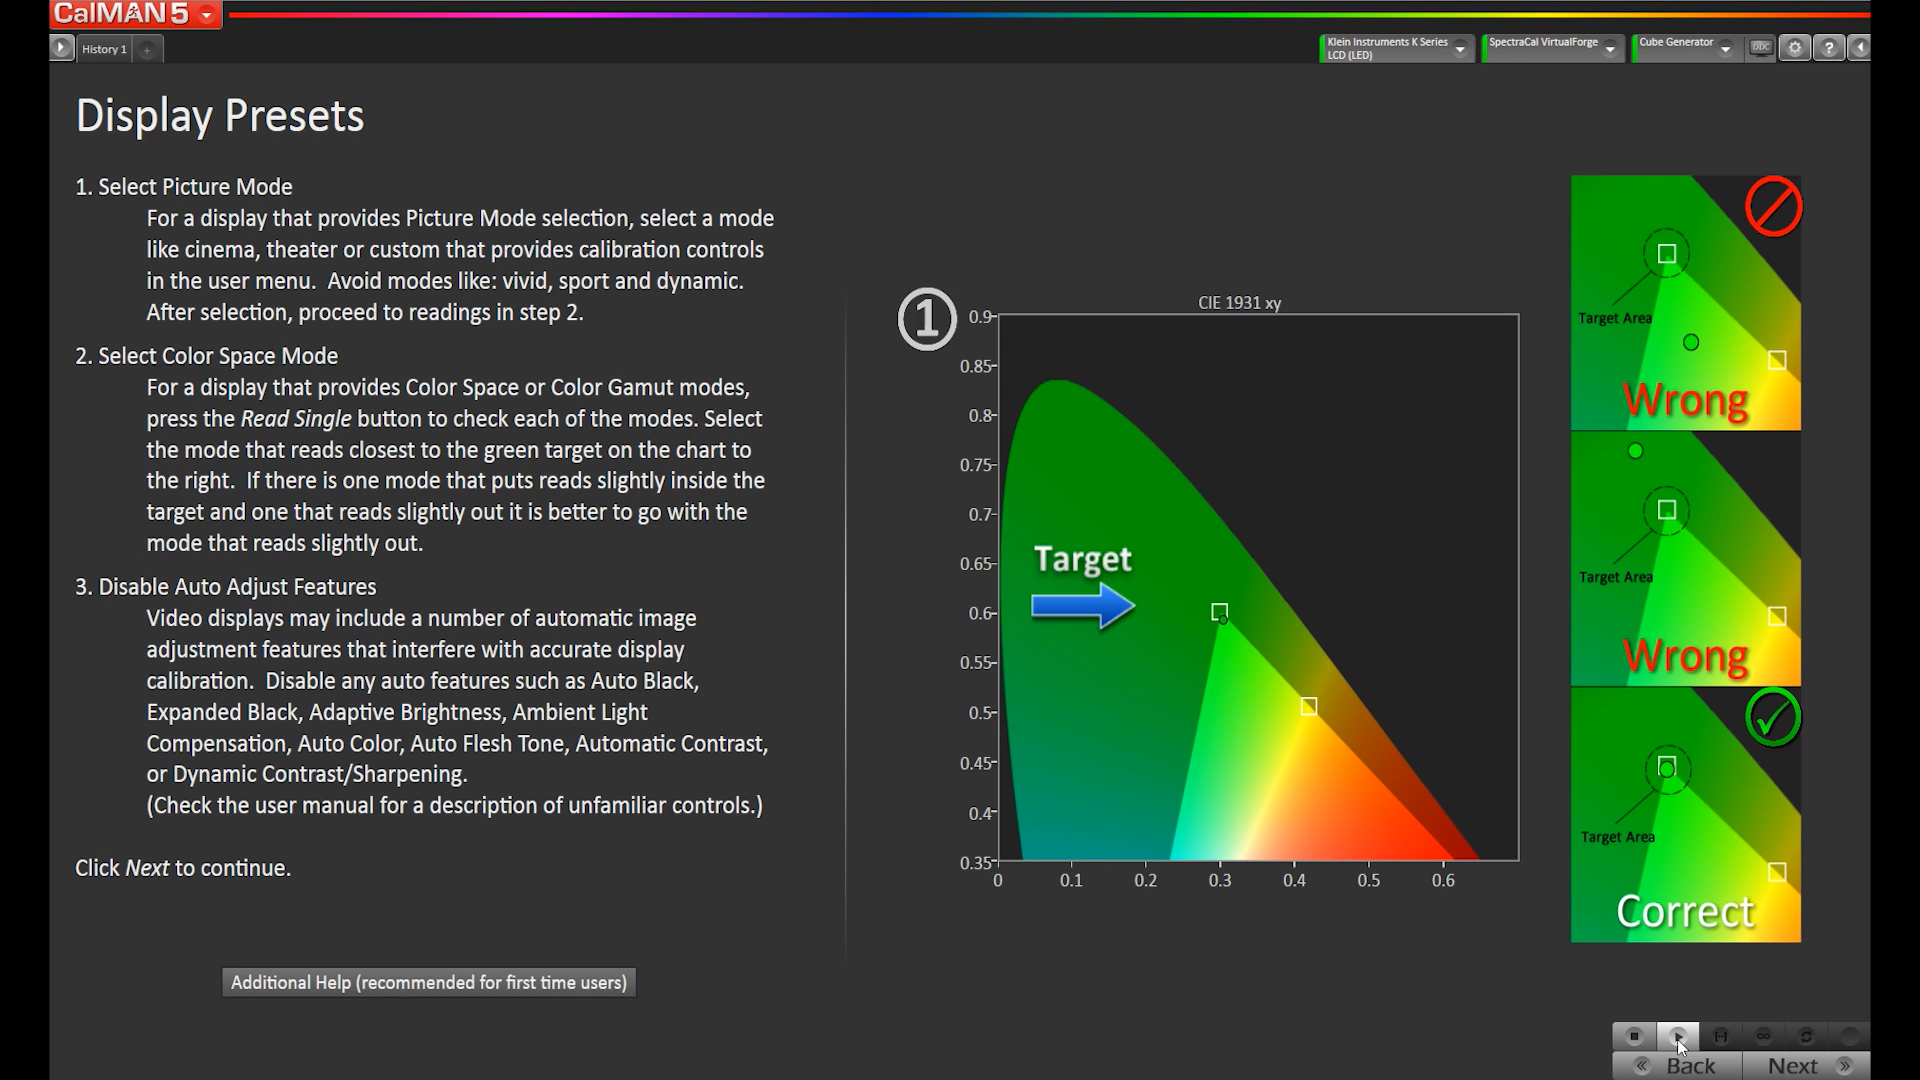 CalMAN 5
History 1
+
Klein Instruments K Series
LCD (LED)
SpectraCal VirtualForge
Cube Generator
DDC
?
Display Presets
1. Select Picture Mode
For a display that provides Picture Mode selection, select a mode
like cinema, theater or custom that provides calibration controls
in the user menu.  Avoid modes like: vivid, sport and dynamic.
After selection, proceed to readings in step 2.
2. Select Color Space Mode
For a display that provides Color Space or Color Gamut modes,
press the Read Single button to check each of the modes. Select
the mode that reads closest to the green target on the chart to
the right.  If there is one mode that puts reads slightly inside the
target and one that reads slightly out it is better to go with the
mode that reads slightly out.
3. Disable Auto Adjust Features
Video displays may include a number of automatic image
adjustment features that interfere with accurate display
calibration.  Disable any auto features such as Auto Black,
Expanded Black, Adaptive Brightness, Ambient Light
Compensation, Auto Color, Auto Flesh Tone, Automatic Contrast,
or Dynamic Contrast/Sharpening.
(Check the user manual for a description of unfamiliar controls.)
Click Next to continue.
Additional Help (recommended for first time users)
1
CIE 1931 xy
0.9
0.85
0.8
0.75
0.7
0.65
0.6
0.55
0.5
0.45
0.4
0.35
0
0.1
0.2
0.3
0.4
0.5
0.6
Target
Target Area
Wrong
Target Area
Wrong
Target Area
Correct
Back
Next